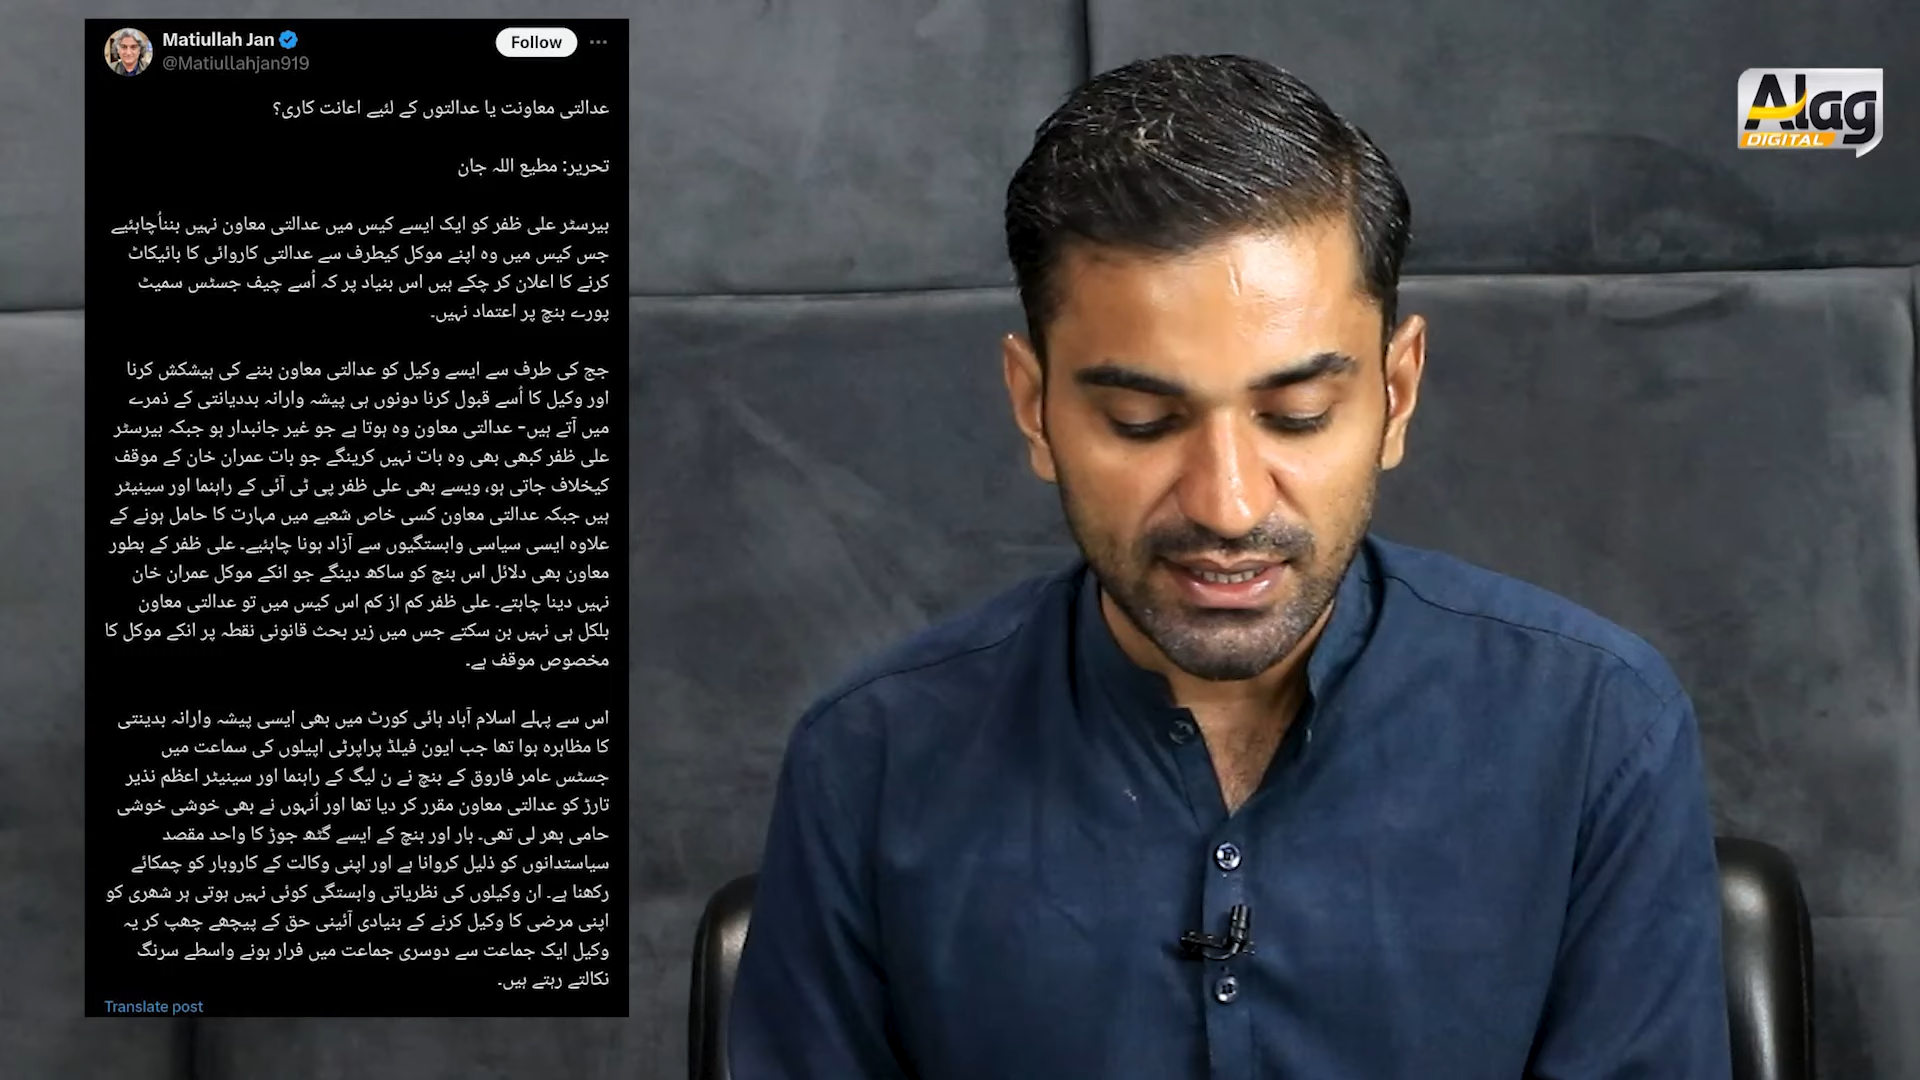 Matiullah Jan
Follow
@Matiullahjan919
عدالتی معاونت یا عدالتوں کے لئیے اعانت کاری؟
تحریر: مطیع اللہ جان
بیرسٹر علی ظفر کو ایک ایسے کیس میں عدالتی معاون نہیں بنناُچاہئیے
جس کیس میں وہ اپنے موکل کیطرف سے عدالتی کاروائی کا بائیکاٹ
کرنے کا اعلان کر چکے ہیں اس بنیاد پر کہ اُسے چیف جسٹس سمیٹ
پورے بنچ پر اعتماد نہیں۔
جج کی طرف سے ایسے وکیل کو عدالتی معاون بننے کی ہیشکش کرنا
اور وکیل کا اُسے قبول کرنا دونوں ہی پیشہ وارانہ بددیانتی کے ذمرے
میں آتے ہیں- عدالتی معاون وہ ہوتا ہے جو غیر جانبدار ہو جبکہ بیرسٹر
علی ظفر کبھی بھی وہ بات نہیں کرینگے جو بات عمران خان کے موقف
کیخلاف جاتی ہو، ویسے بھی علی ظفر پی ٹی آئی کے راہنما اور سینیٹر
ہیں جبکہ عدالتی معاون کسی خاص شعبے میں مہارت کا حامل ہونے کے
علاوہ ایسی سیاسی وابستگیوں سے آزاد ہونا چاہئیے۔ علی ظفر کے بطور
معاون بھی دلائل اس بنچ کو ساکھ دینگے جو انکے موکل عمران خان
نہیں دینا چاہتے۔ علی ظفر کم از کم اس کیس میں تو عدالتی معاون
بلکل ہی نہیں بن سکتے جس میں زیر بحث قانونی نقطہ پر انکے موکل کا
مخصوص موقف ہے۔
اس سے پہلے اسلام آباد ہائی کورٹ میں بھی ایسی پیشہ وارانہ بدینتی
کا مظاہرہ ہوا تھا جب ایون فیلڈ پراپرٹی اپیلوں کی سماعت میں
جسٹس عامر فاروق کے بنچ نے ن لیگ کے راہنما اور سینیٹر اعظم نذیر
تارڑ کو عدالتی معاون مقرر کر دیا تھا اور اُنہوں نے بھی خوشی خوشی
حامی بھر لی تھی۔ بار اور بنچ کے ایسے گٹھ جوڑ کا واحد مقصد
سیاستدانوں کو ذلیل کروانا ہے اور اپنی وکالت کے کاروبار کو چمکائے
رکھنا ہے۔ ان وکیلوں کی نظریاتی وابستگی کوئی نہیں ہوتی ہر شھری کو
اپنی مرضی کا وکیل کرنے کے بنیادی آئینی حق کے پیچھے چھپ کر یہ
وکیل ایک جماعت سے دوسری جماعت میں فرار ہونے واسطے سرنگ
نکالتے رہتے ہیں۔
Translate post
Alag
DIGITAL